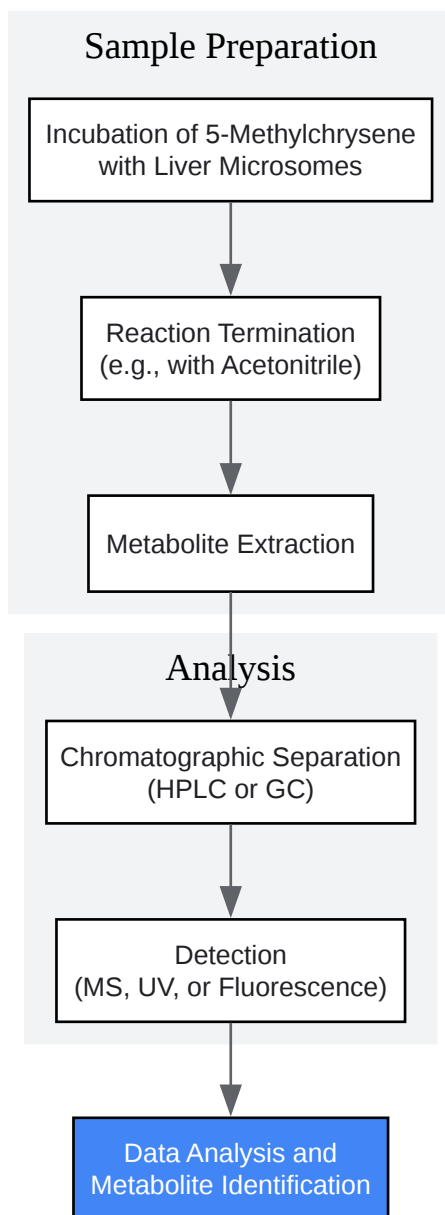 Sample Preparation
Incubation of 5-Methylchrysene
with Liver Microsomes
Reaction Termination
(e.g., with Acetonitrile)
Metabolite Extraction
Analysis
Chromatographic Separation
(HPLC or GC)
Detection
(MS, UV, or Fluorescence)
Data Analysis and
Metabolite Identification